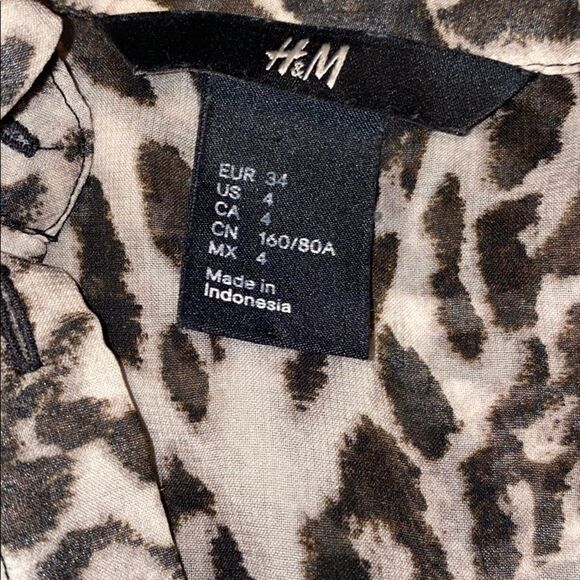 H&M
EUR 34
US 4
CA 4
CN 160/80A
MX 4
Made in
Indonesia